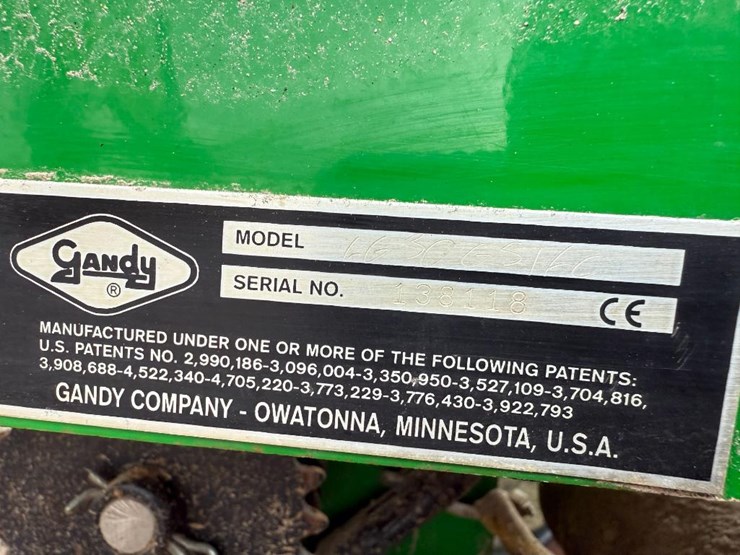 Gandy
®
MODEL
SERIAL NO. 136118
CE
MANUFACTURED UNDER ONE OR MORE OF THE FOLLOWING PATENTS:
U.S. PATENTS NO. 2,990,186-3,096,004-3,350,950-3,527,109-3,704,816,
3,908,688-4,522,340-4,705,220-3,773,229-3,776,430-3,922,793
GANDY COMPANY - OWATONNA, MINNESOTA, U.S.A.